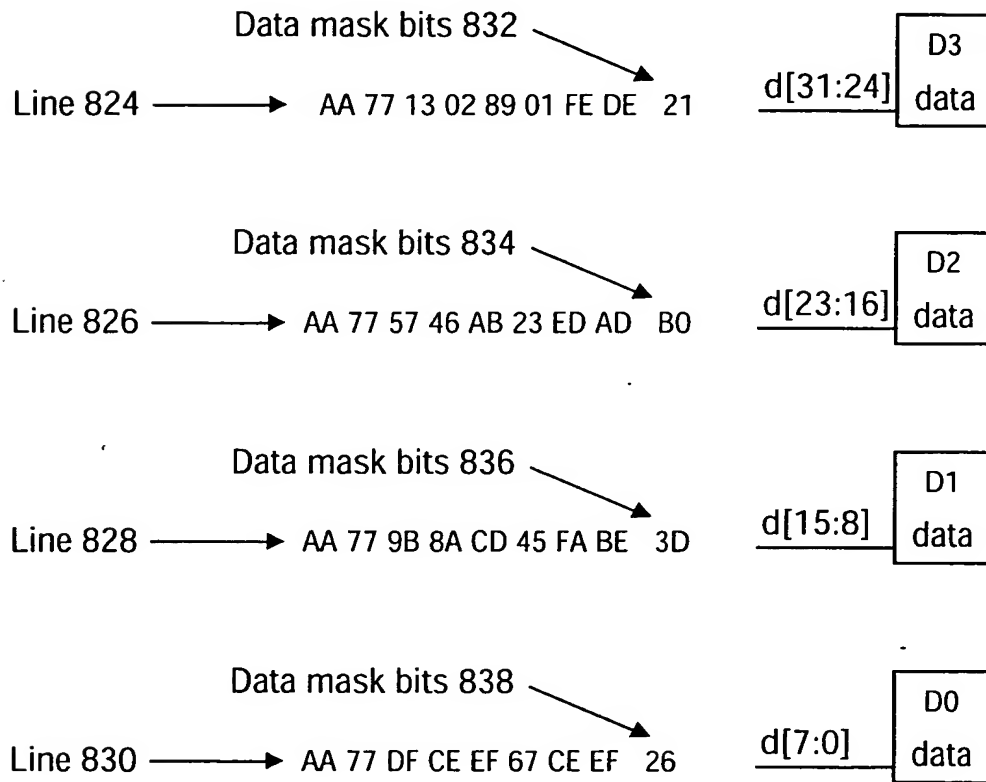 Data mask bits 832
D3
Line 824 AA 77 13 02 89 01 FE DE 21 d[31:24] data
Data mask bits 834
D2
Line 826 AA 77 57 46 AB 23 ED AD B0 d[23:16] data
Data mask bits 836
D1
Line 828 AA 77 9B 8A CD 45 FA BE 3D d[15:8] data
Data mask bits 838
D0
Line 830 AA 77 DF CE EF 67 CE EF 26 d[7:0] data